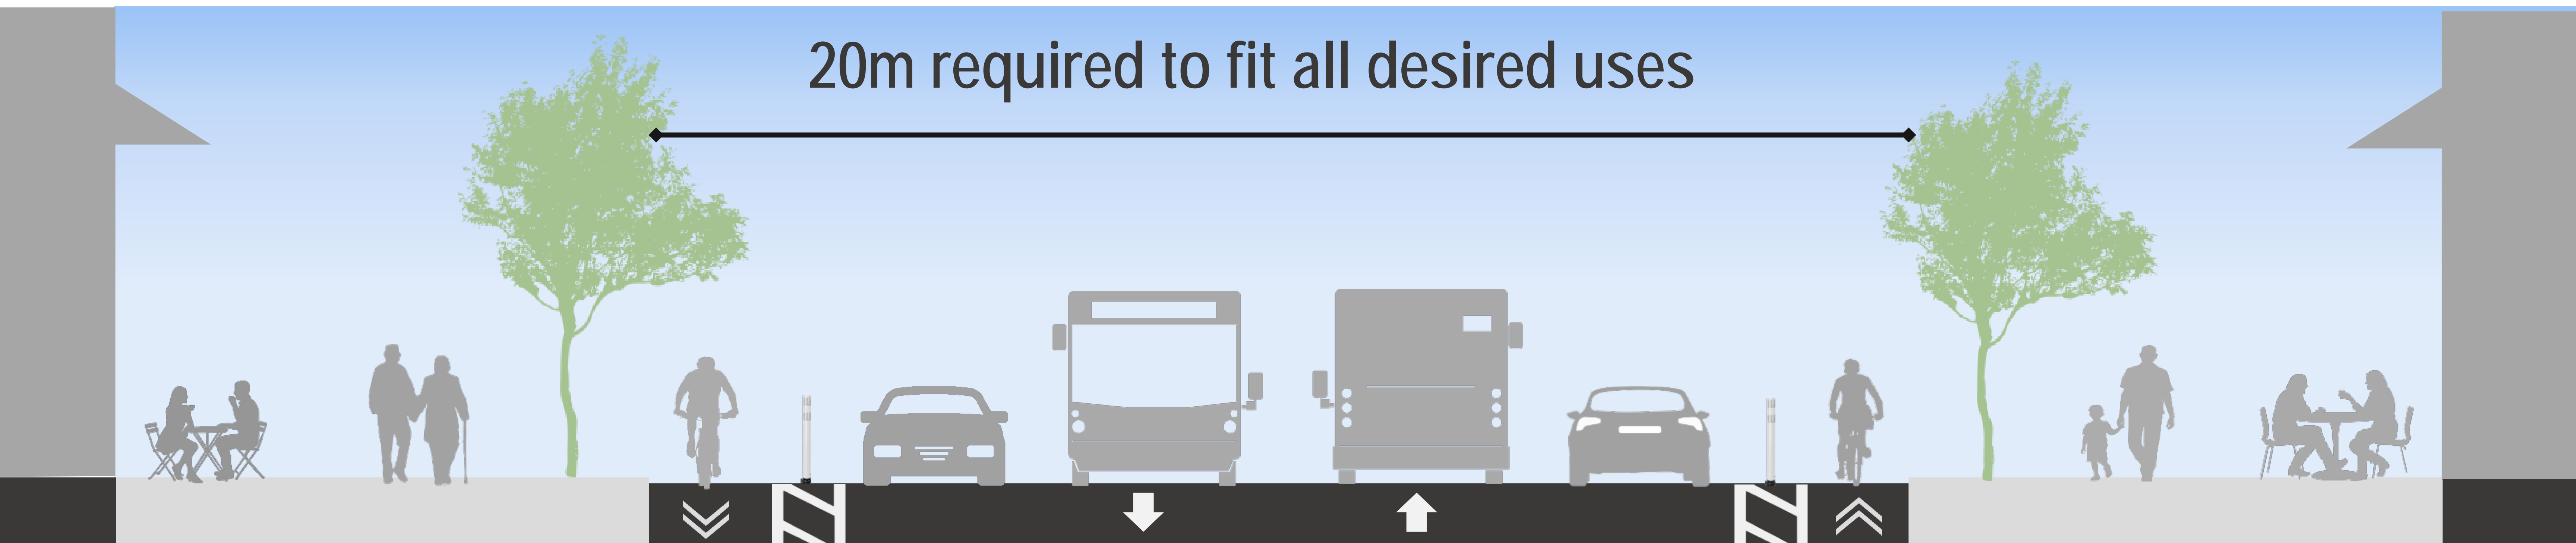 20m required to fit all desired uses